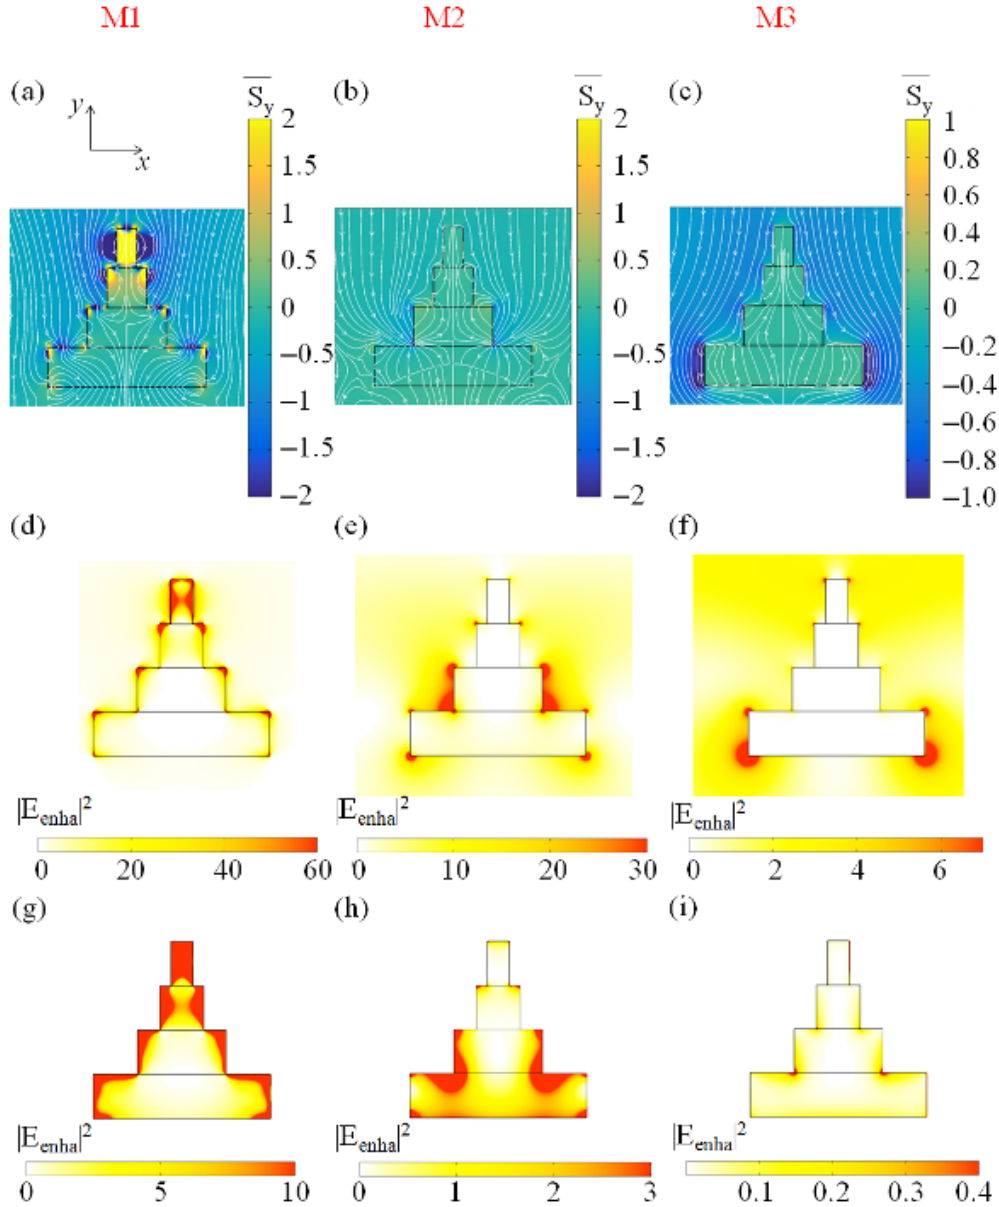 M1 M2 M3
(a) y x S̅y̅ (b) S̅y̅ (c) S̅y̅
2 2 1
1.5 1.5 0.8
1 1 0.6
0.5 0.5 0.4
0 0 0.2
−0.5 −0.5 0
−1 −1 −0.2
−1.5 −1.5 −0.4
−2 −2 −0.6
−0.8
−1.0
(d) (e) (f)
|E_enha|² |E_enha|² |E_enha|²
0 20 40 60 0 10 20 30 0 2 4 6
(g) (h) (i)
|E_enha|² |E_enha|² |E_enha|²
0 5 10 0 1 2 3 0.1 0.2 0.3 0.4